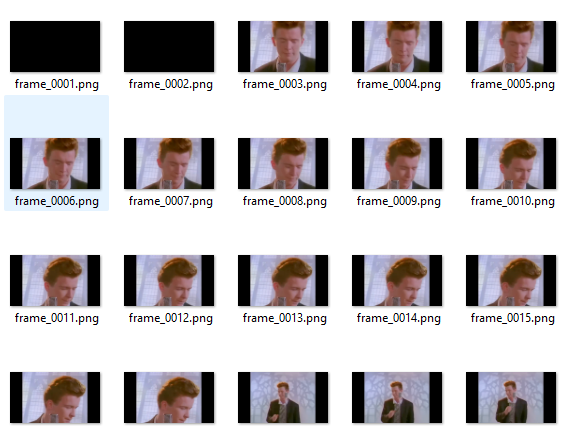 frame_0001.png frame_0002.png frame_0003.png frame_0004.png frame_0005.png
frame_0006.png frame_0007.png frame_0008.png frame_0009.png frame_0010.png
frame_0011.png frame_0012.png frame_0013.png frame_0014.png frame_0015.png